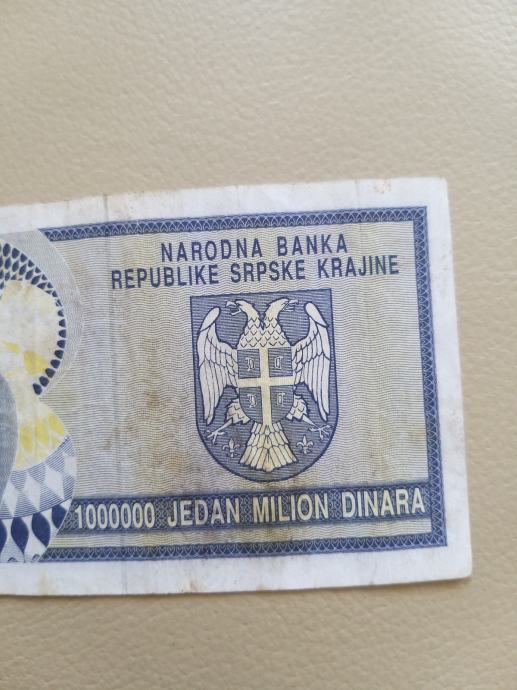 NARODNA BANKA
REPUBLIKE SRPSKE KRAJINE
1000000 JEDAN MILION DINARA